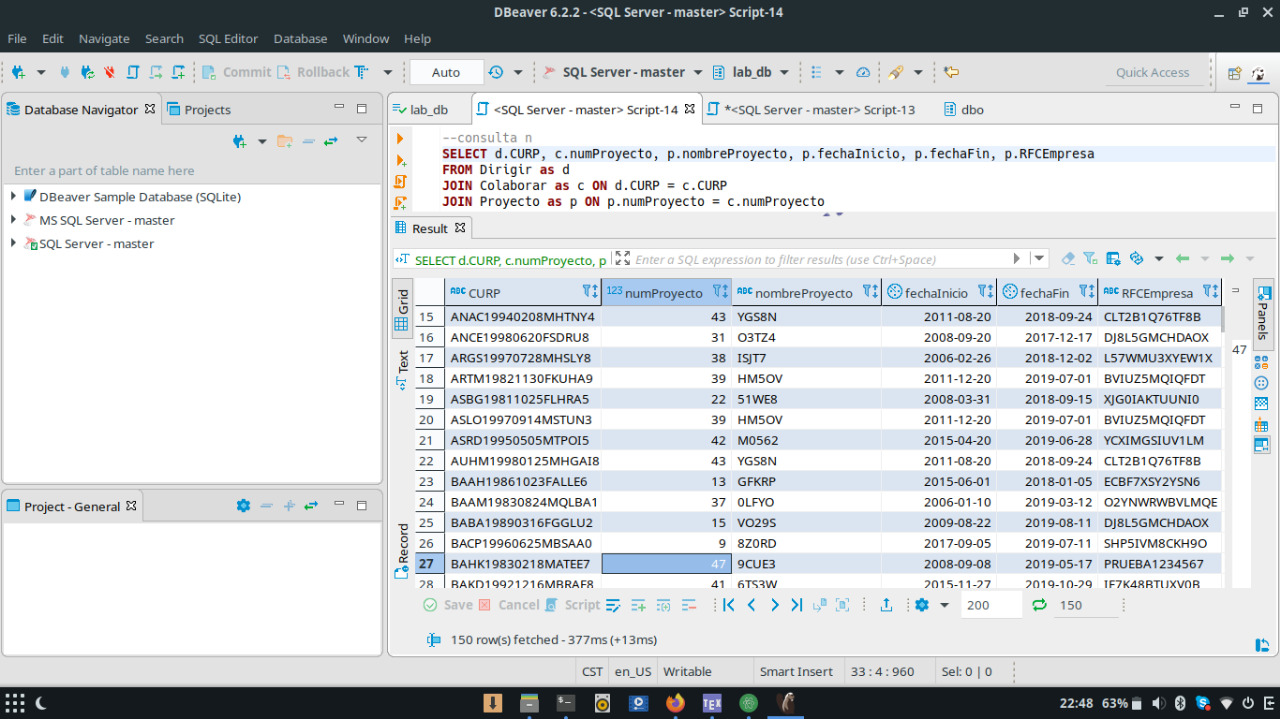 DBeaver 6.2.2 - <SQL Server - master> Script-14
File Edit Navigate Search SQL Editor Database Window Help
Commit Rollback Auto SQL Server - master lab_db Quick Access
Database Navigator Projects
Enter a part of table name here
DBeaver Sample Database (SQLite)
MS SQL Server - master
SQL Server - master
Project - General
lab_db <SQL Server - master> Script-14 *<SQL Server - master> Script-13 dbo
--consulta n
SELECT d.CURP, c.numProyecto, p.nombreProyecto, p.fechaInicio, p.fechaFin, p.RFCEmpresa
FROM Dirigir as d
JOIN Colaborar as c ON d.CURP = c.CURP
JOIN Proyecto as p ON p.numProyecto = c.numProyecto
Result
SELECT d.CURP, c.numProyecto, p Enter a SQL expression to filter results (use Ctrl+Space)
Grid
Text
Record
ABC CURP 123 numProyecto ABC nombreProyecto fechaInicio fechaFin ABC RFCEmpresa
15 ANAC19940208MHTNY4 43 YGS8N 2011-08-20 2018-09-24 CLT2B1Q76TF8B
16 ANCE19980620FSDRU8 31 O3TZ4 2008-09-20 2017-12-17 DJ8L5GMCHDAOX
17 ARGS19970728MHSLY8 38 ISJT7 2006-02-26 2018-12-02 L57WMU3XYEW1X
18 ARTM19821130FKUHA9 39 HM5OV 2011-12-20 2019-07-01 BVIUZ5MQIQFDT
19 ASBG19811025FLHRA5 22 51WE8 2008-03-31 2018-09-15 XJG0IAKTUUNI0
20 ASLO19970914MSTUN3 39 HM5OV 2011-12-20 2019-07-01 BVIUZ5MQIQFDT
21 ASRD19950505MTPOI5 42 M0562 2015-04-20 2019-06-28 YCXIMGSIUV1LM
22 AUHM19980125MHGAI8 43 YGS8N 2011-08-20 2018-09-24 CLT2B1Q76TF8B
23 BAAH19861023FALLE6 13 GFKRP 2015-06-01 2018-01-05 ECBF7XSY2YSN6
24 BAAM19830824MQLBA1 37 0LFYO 2006-01-10 2019-03-12 O2YNWRWBVLMQE
25 BABA19890316FGGLU2 15 VO29S 2009-08-22 2019-08-11 DJ8L5GMCHDAOX
26 BACP19960625MBSAA0 9 8Z0RD 2017-09-05 2019-07-11 SHP5IVM8CKH9O
27 BAHK19830218MATEE7 47 9CUE3 2008-09-08 2019-05-17 PRUEBA1234567
28 BAKD19921216MBRAF8 41 6TS3W 2015-11-27 2019-10-29 IF7K48BTUXV0B
Panels
47
Save Cancel Script 200 150
150 row(s) fetched - 377ms (+13ms)
CST en_US Writable Smart Insert 33 : 4 : 960 Sel: 0 | 0
TEX
22:48 63%